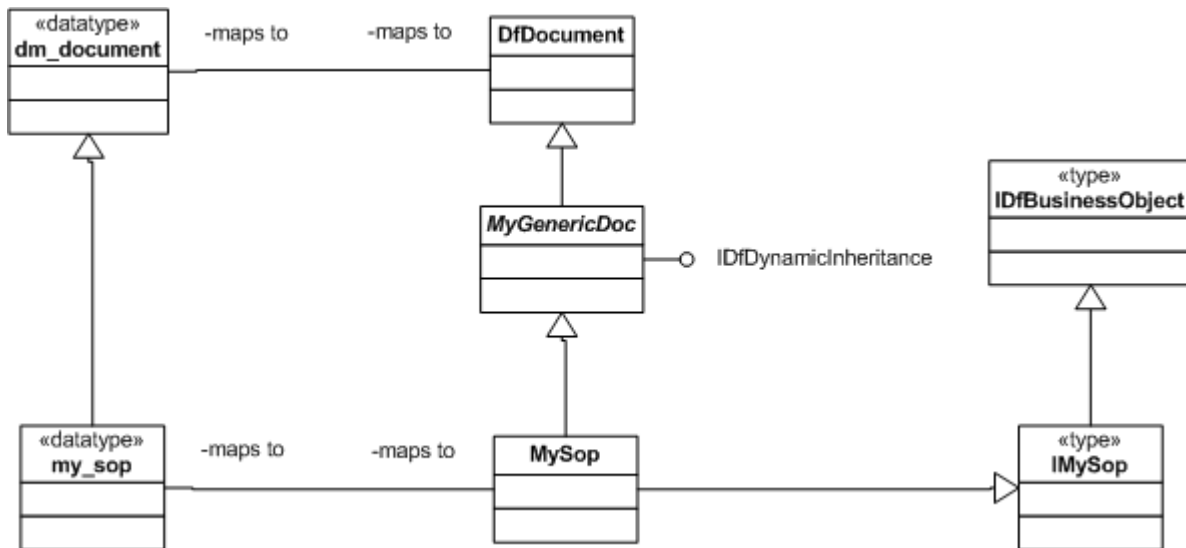 «datatype»
dm_document
-maps to
-maps to
DfDocument
MyGenericDoc
IDfDynamicInheritance
«type»
IDfBusinessObject
«datatype»
my_sop
-maps to
-maps to
MySop
«type»
IMySop